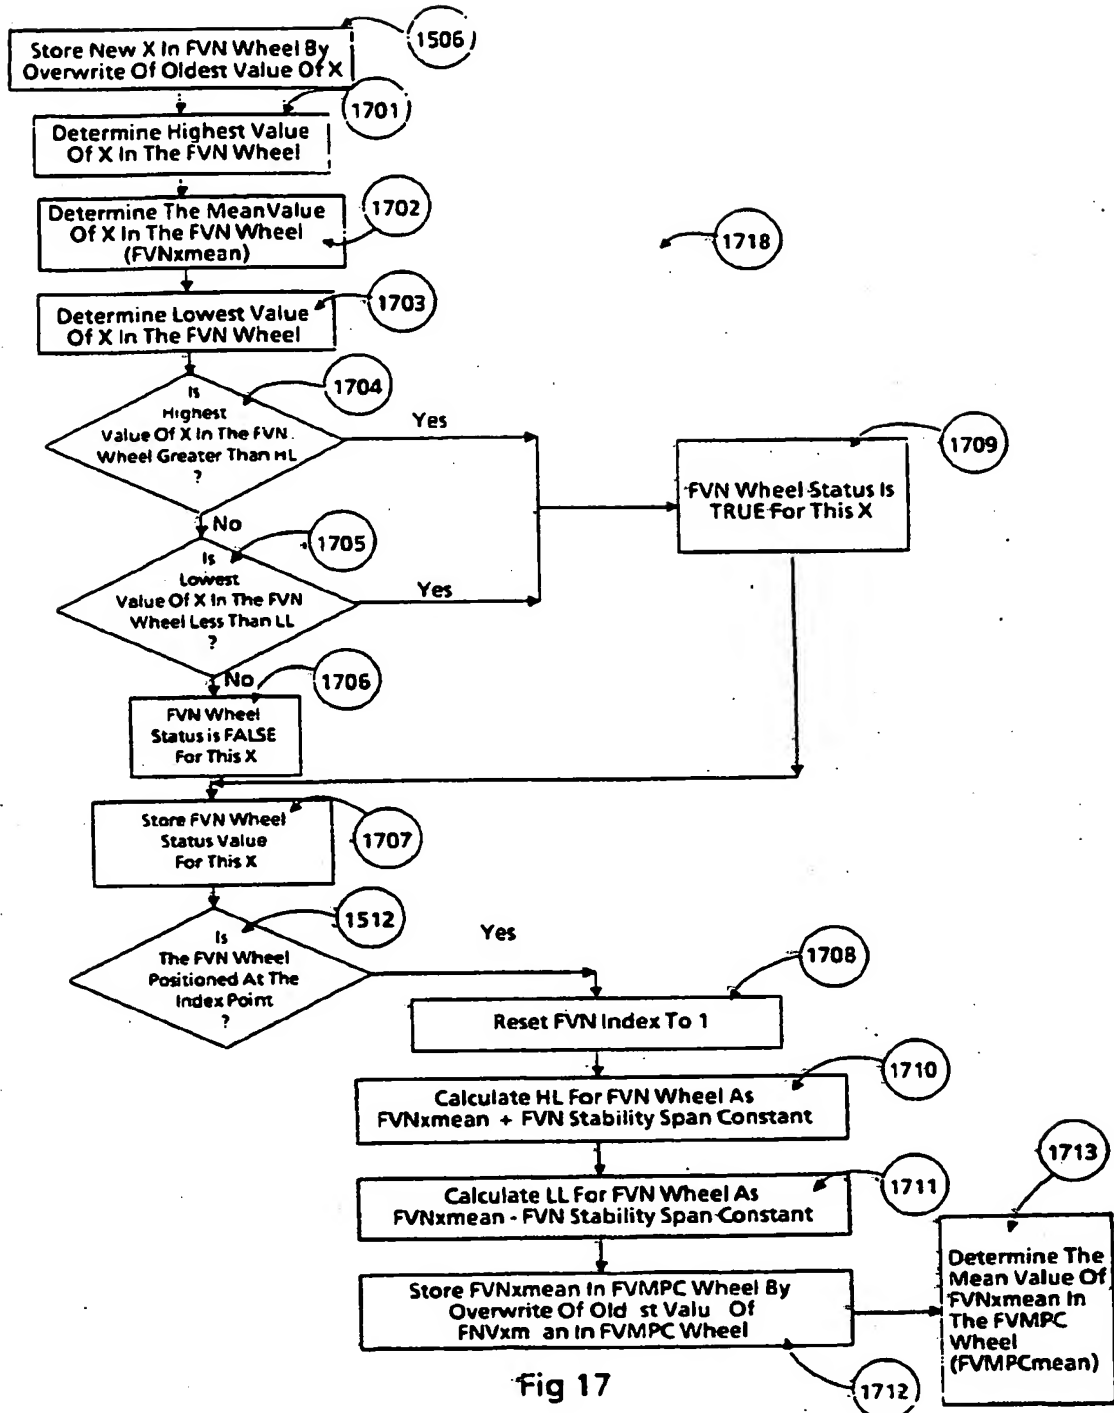 Store New X In FVN Wheel By
Overwrite Of Oldest Value Of X
1506
Determine Highest Value
Of X In The FVN Wheel
1701
Determine The Mean Value
Of X In The FVN Wheel
(FVNxmean)
1702
1718
Determine Lowest Value
Of X In The FVN Wheel
1703
Is
Highest
Value Of X In The FVN
Wheel Greater Than HL
?
1704
Yes
No
FVN Wheel Status Is
TRUE For This X
1709
Is
Lowest
Value Of X In The FVN
Wheel Less Than LL
?
1705
Yes
No
FVN Wheel
Status is FALSE
For This X
1706
Store FVN Wheel
Status Value
For This X
1707
Is
The FVN Wheel
Positioned At The
Index Point
?
1512
Yes
Reset FVN Index To 1
1708
Calculate HL For FVN Wheel As
FVNxmean + FVN Stability Span Constant
1710
Calculate LL For FVN Wheel As
FVNxmean - FVN Stability Span Constant
1711
Store FVNxmean In FVMPC Wheel By
Overwrite Of Old st Valu Of
FNVxm an In FVMPC Wheel
1712
Determine The
Mean Value Of
FVNxmean In
The FVMPC
Wheel
(FVMPCmean)
1713
Fig 17